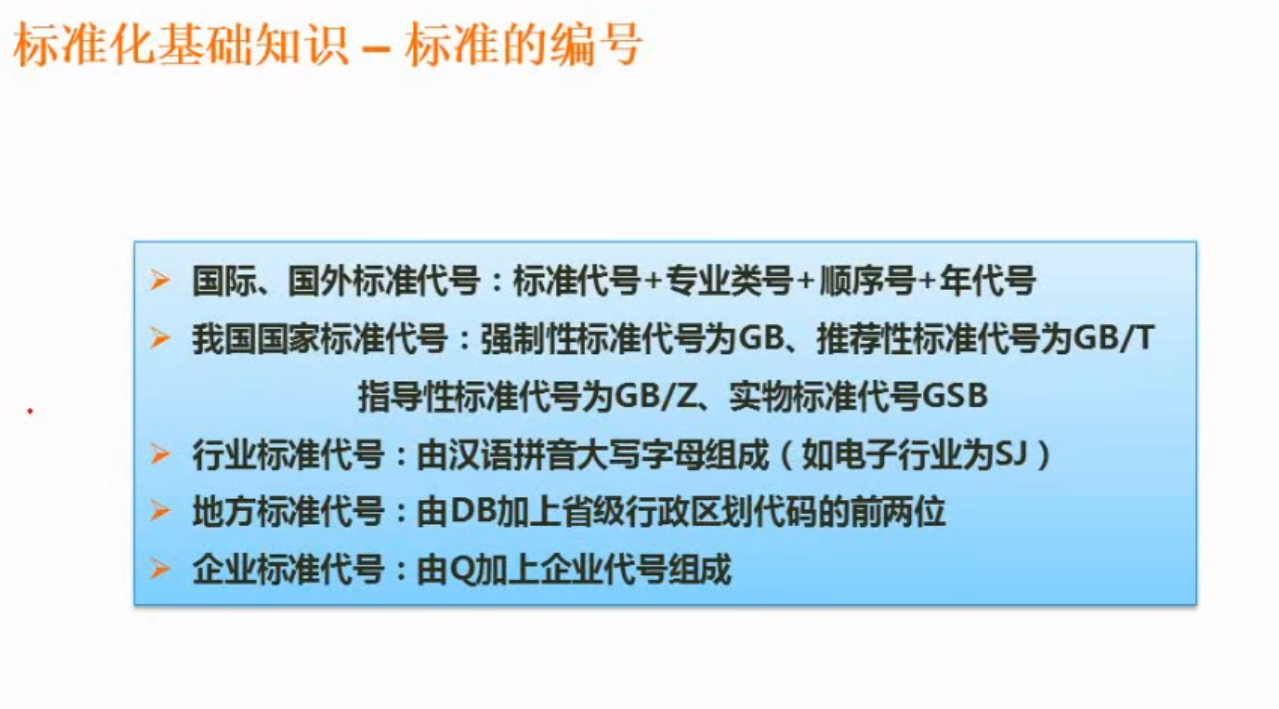 标准化基础知识 – 标准的编号
国际、国外标准代号：标准代号+专业类号+顺序号+年代号
我国国家标准代号：强制性标准代号为GB、推荐性标准代号为GB/T
指导性标准代号为GB/Z、实物标准代号GSB
行业标准代号：由汉语拼音大写字母组成（如电子行业为SJ）
地方标准代号：由DB加上省级行政区划代码的前两位
企业标准代号：由Q加上企业代号组成